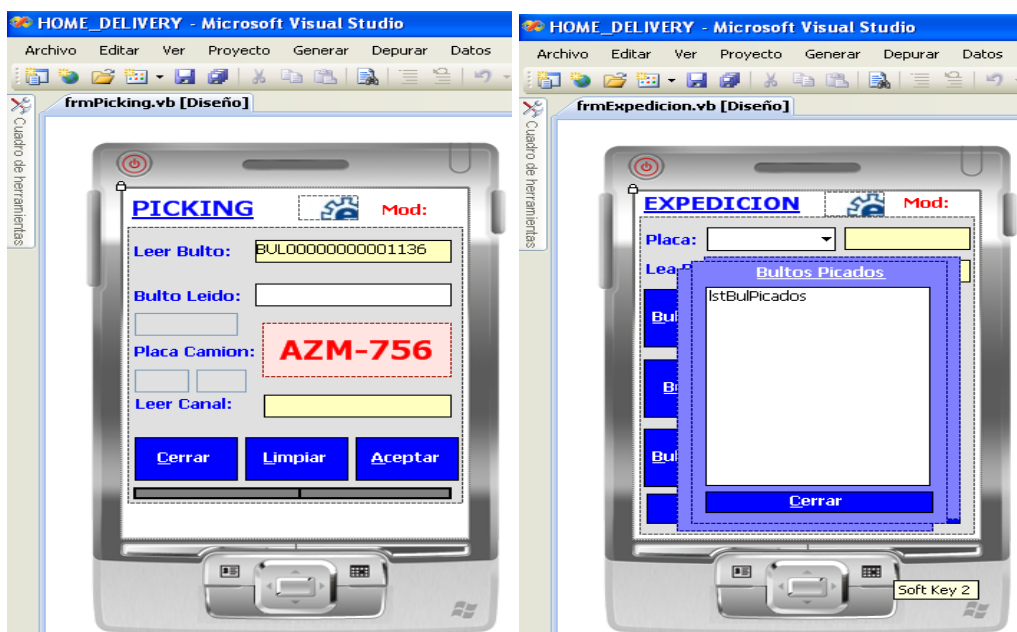 HOME_DELIVERY - Microsoft Visual Studio
Archivo Editar Ver Proyecto Generar Depurar Datos
frmPicking.vb [Diseño]
Cuadro de herramientas
PICKING
Mod:
Leer Bulto:
BUL00000000001136
Bulto Leido:
Placa Camion:
AZM-756
Leer Canal:
Cerrar
Limpiar
Aceptar
HOME_DELIVERY - Microsoft Visual Studio
Archivo Editar Ver Proyecto Generar Depurar Datos
frmExpedicion.vb [Diseño]
Cuadro de herramientas
EXPEDICION
Mod:
Placa:
Lea
Bultos Picados
lstBulPicados
Bul
B
Bul
Cerrar
Soft Key 2